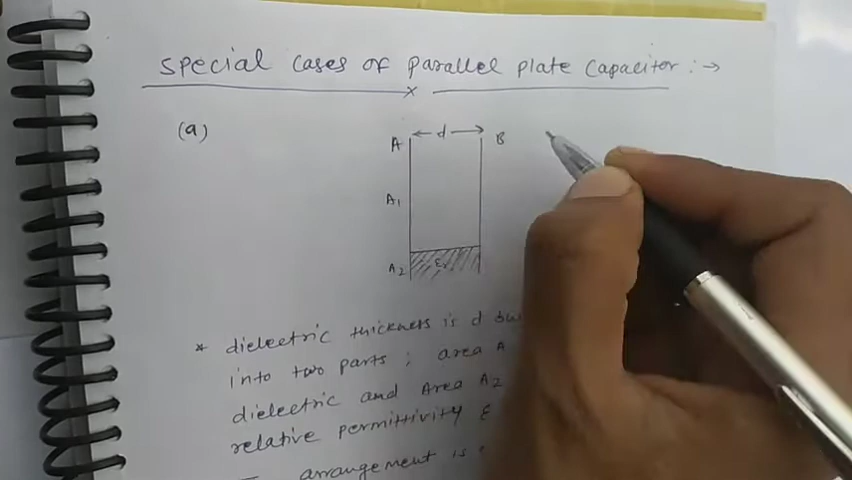 Special cases of parallel plate Capacitor : →
(a)
A ← d → B
A1
A2 εr
* dielectric thickness is d
into two parts ; area A
dielectric and Area A2
relative permittivity ε
arrangement is